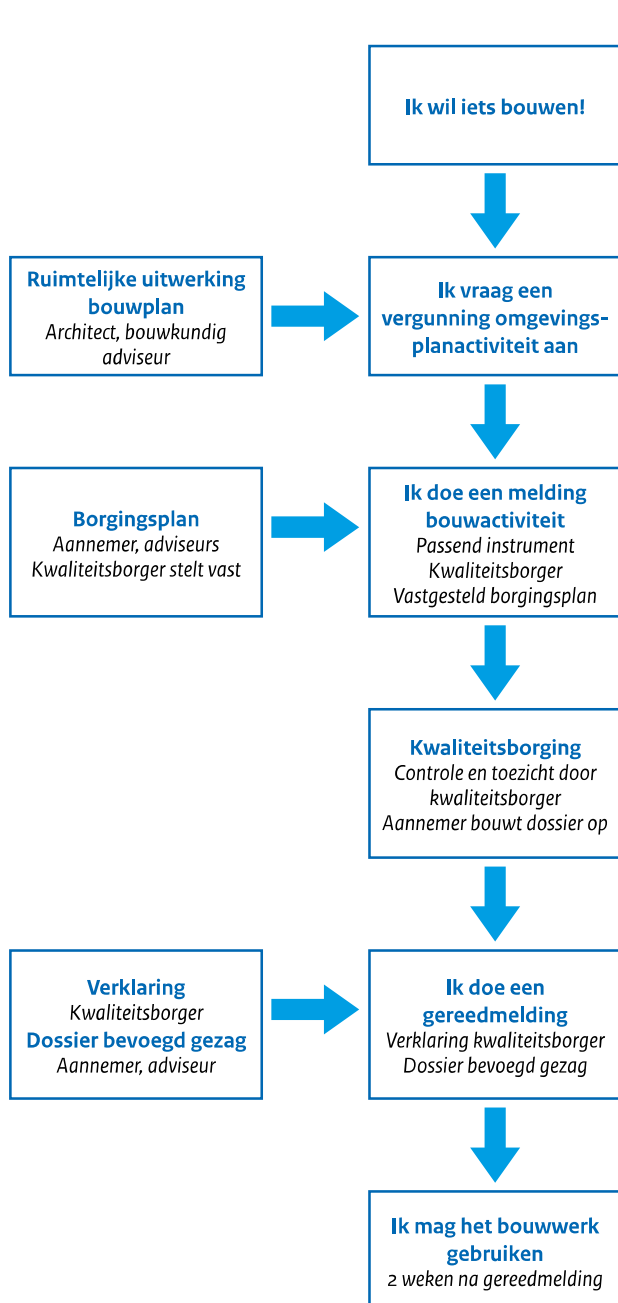 Ik wil iets bouwen!
Ruimtelijke uitwerking
bouwplan
Architect, bouwkundig
adviseur
Ik vraag een
vergunning omgevings-
planactiviteit aan
Borgingsplan
Aannemer, adviseurs
Kwaliteitsborger stelt vast
Ik doe een melding
bouwactiviteit
Passend instrument
Kwaliteitsborger
Vastgesteld borgingsplan
Kwaliteitsborging
Controle en toezicht door
kwaliteitsborger
Aannemer bouwt dossier op
Verklaring
Kwaliteitsborger
Dossier bevoegd gezag
Aannemer, adviseur
Ik doe een
gereedmelding
Verklaring kwaliteitsborger
Dossier bevoegd gezag
Ik mag het bouwwerk
gebruiken
2 weken na gereedmelding